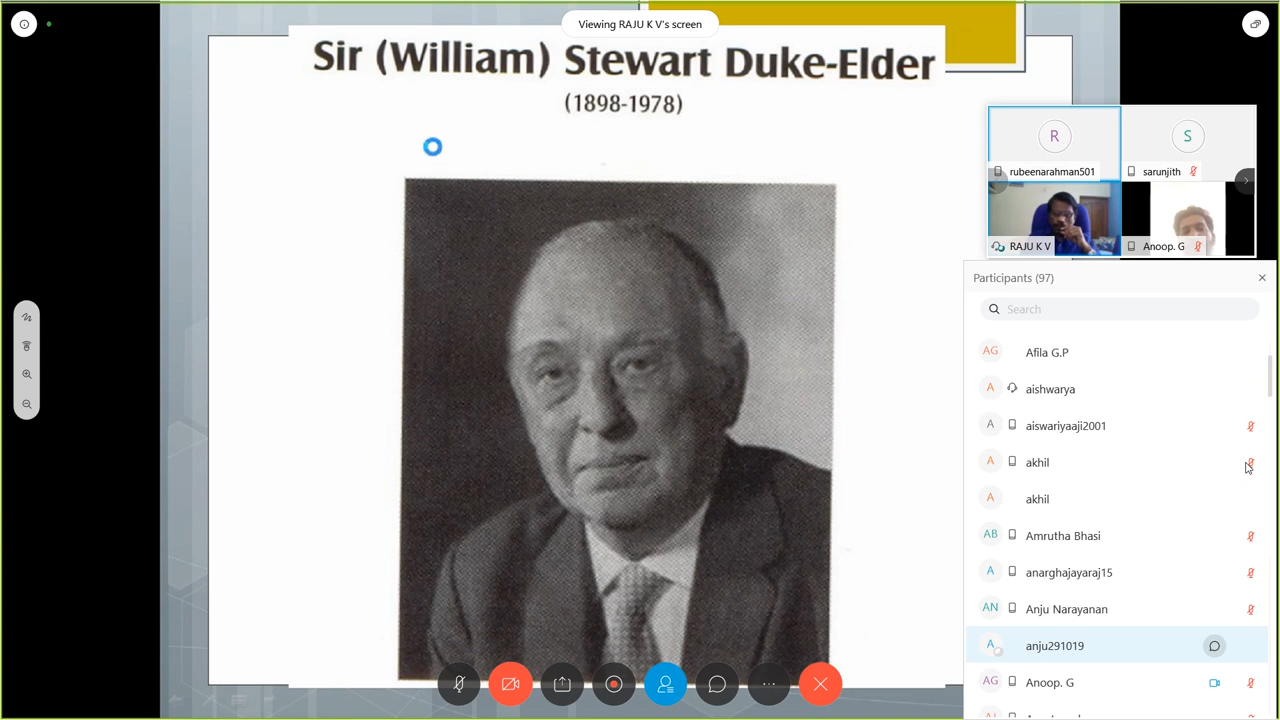 Viewing RAJU K V's screen
Sir (William) Stewart Duke-Elder
(1898-1978)
R
S
rubeenarahman501
sarunjith
RAJU K V
Anoop. G
Participants (97)
Search
AG Afila G.P
A aishwarya
A aiswariyaaji2001
A akhil
A akhil
AB Amrutha Bhasi
A anarghajayaraj15
AN Anju Narayanan
A anju291019
AG Anoop. G